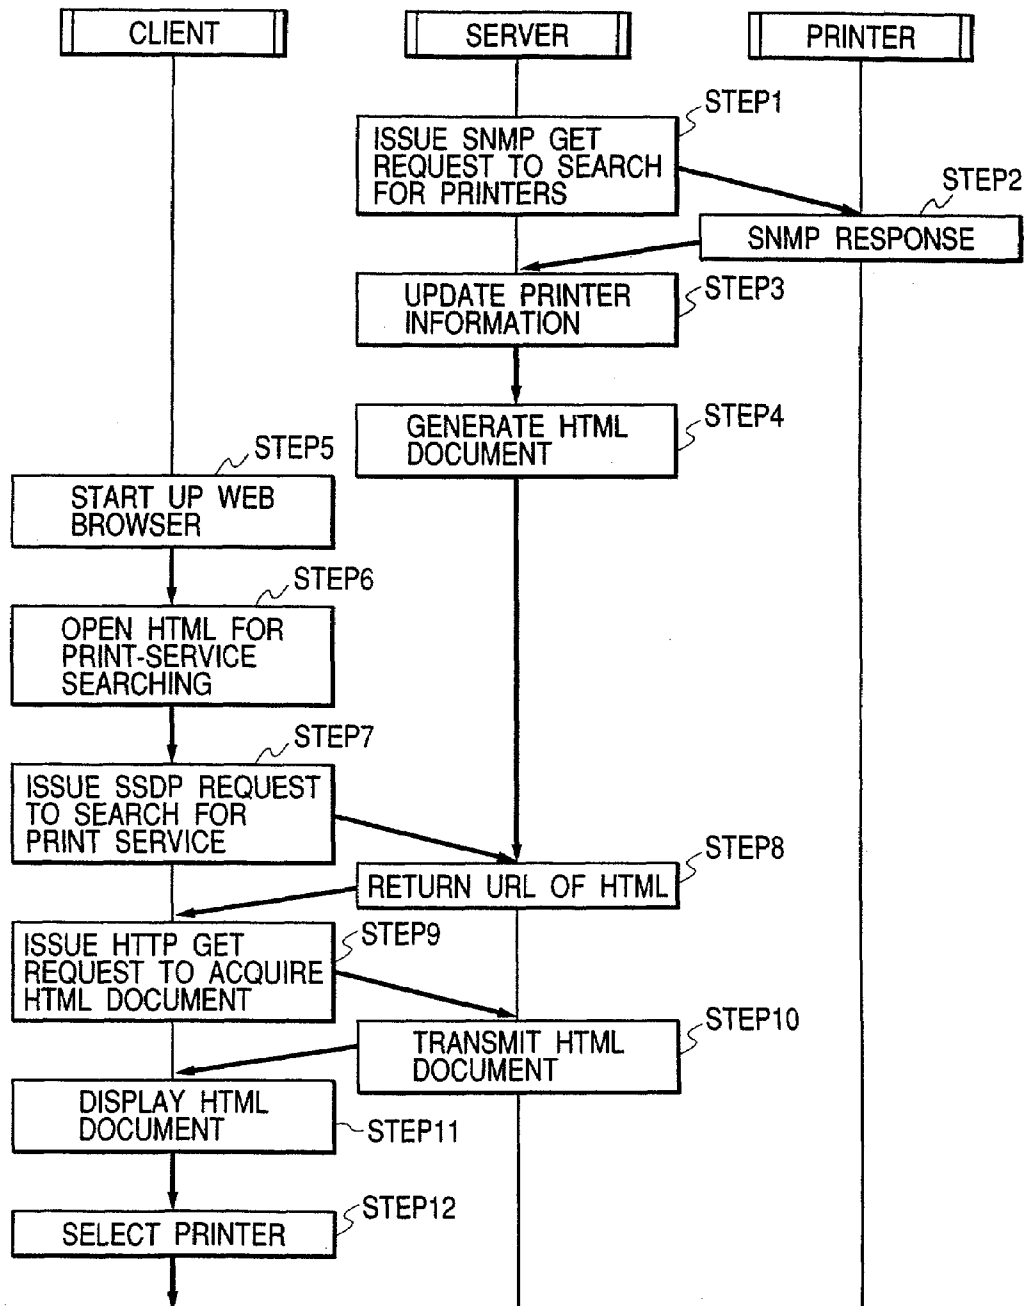 CLIENT
SERVER
PRINTER
STEP1
ISSUE SNMP GET
REQUEST TO SEARCH
FOR PRINTERS
STEP2
SNMP RESPONSE
STEP3
UPDATE PRINTER
INFORMATION
STEP4
GENERATE HTML
DOCUMENT
STEP5
START UP WEB
BROWSER
STEP6
OPEN HTML FOR
PRINT-SERVICE
SEARCHING
STEP7
ISSUE SSDP REQUEST
TO SEARCH FOR
PRINT SERVICE
STEP8
RETURN URL OF HTML
STEP9
ISSUE HTTP GET
REQUEST TO ACQUIRE
HTML DOCUMENT
STEP10
TRANSMIT HTML
DOCUMENT
DISPLAY HTML
DOCUMENT
STEP11
STEP12
SELECT PRINTER